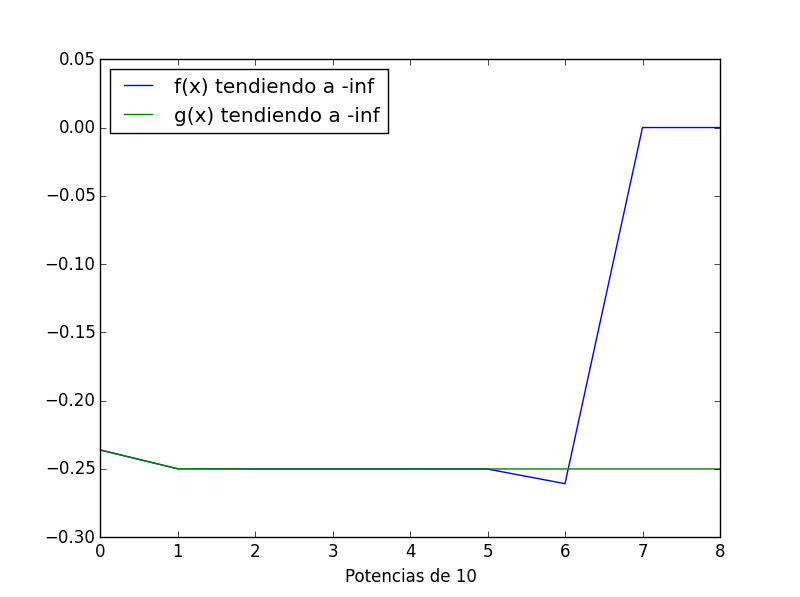 f(x) tendiendo a -inf
g(x) tendiendo a -inf
0.05
0.00
−0.05
−0.10
−0.15
−0.20
−0.25
−0.30
0 1 2 3 4 5 6 7 8
Potencias de 10